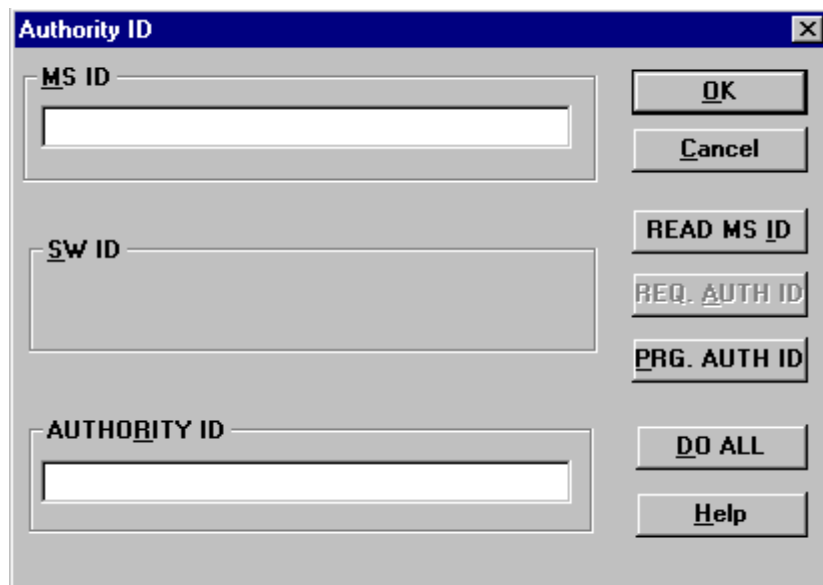 Authority ID
MS ID
OK
Cancel
READ MS ID
SW ID
REQ. AUTH ID
PRG. AUTH ID
AUTHORITY ID
DO ALL
Help